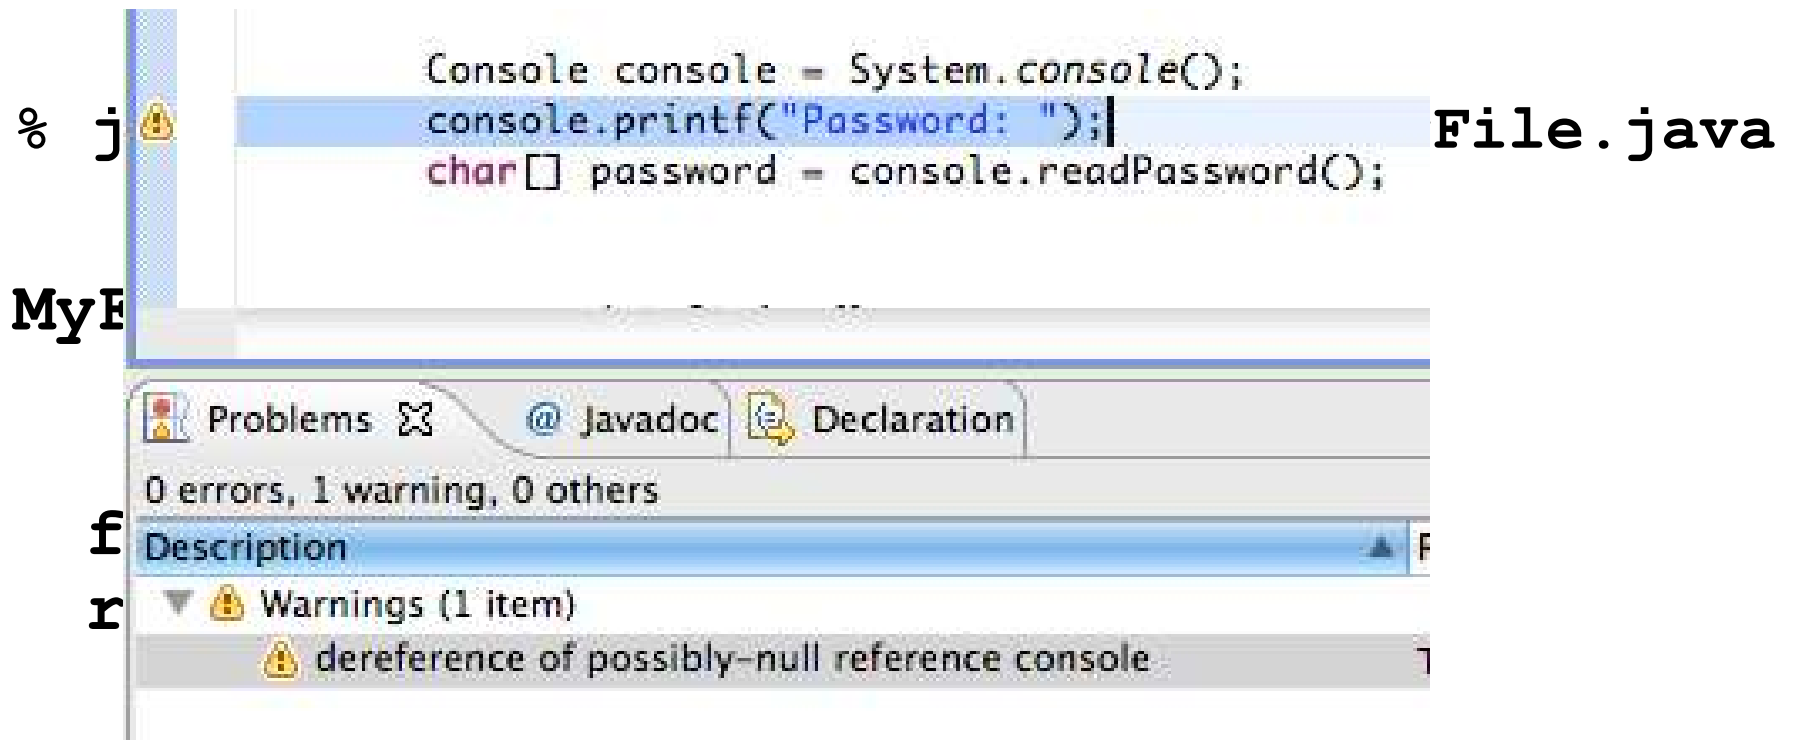 Console console = System.console();
% j console.printf("Password: "); File.java
char[] password = console.readPassword();
MyF
Problems @ Javadoc Declaration
0 errors, 1 warning, 0 others
f
Description
Warnings (1 item)
r
dereference of possibly-null reference console